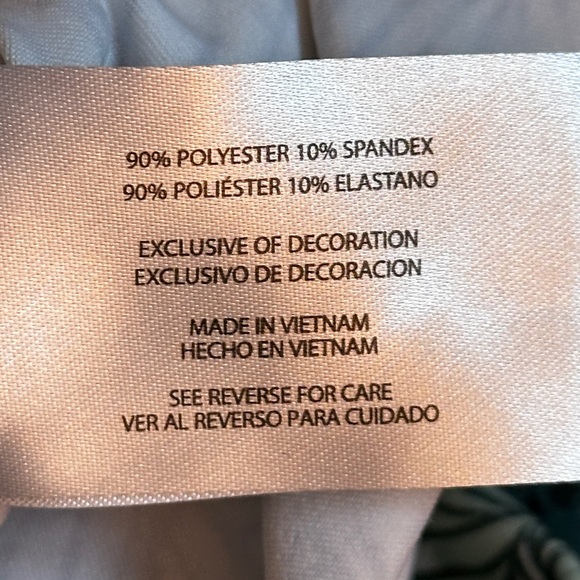 90% POLYESTER 10% SPANDEX
90% POLIÉSTER 10% ELASTANO
EXCLUSIVE OF DECORATION
EXCLUSIVO DE DECORACION
MADE IN VIETNAM
HECHO EN VIETNAM
SEE REVERSE FOR CARE
VER AL REVERSO PARA CUIDADO